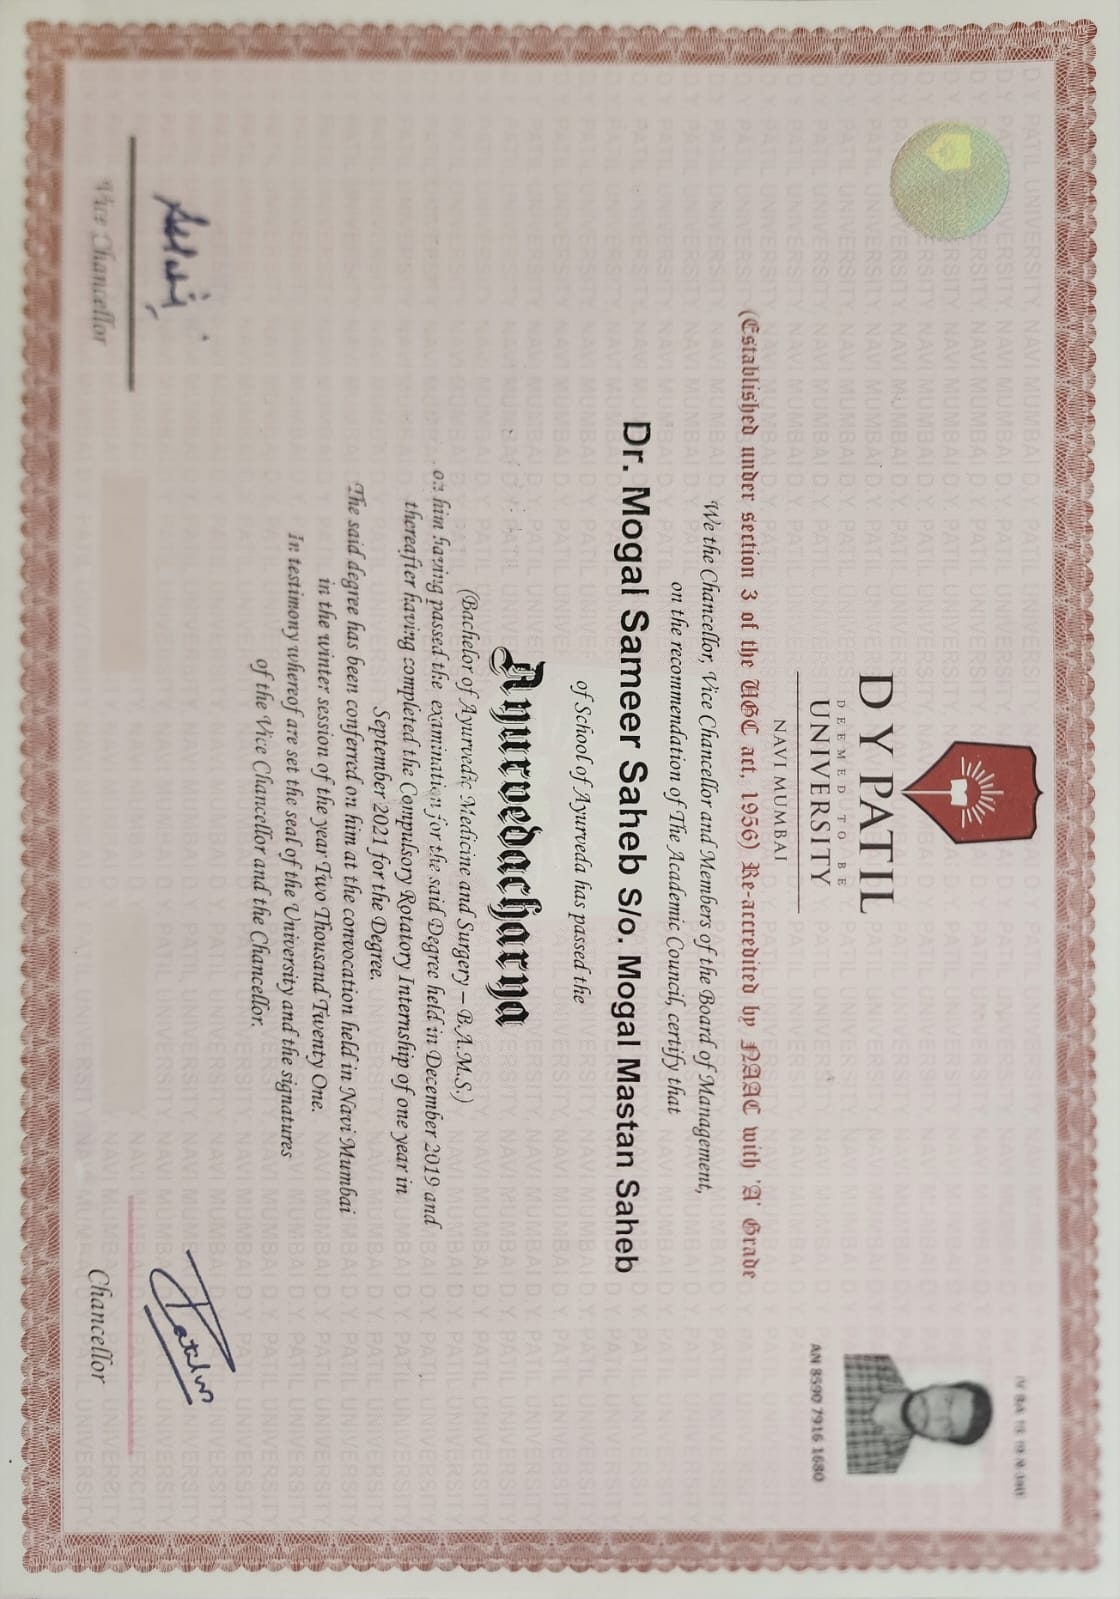 D Y PATIL
DEEMED TO BE
UNIVERSITY
NAVI MUMBAI
AN 8590 7916 1680
(Established under section 3 of the UGC act, 1956) Re-accredited by NAAC with 'A' Grade
We the Chancellor, Vice Chancellor and Members of the Board of Management,
on the recommendation of The Academic Council, certify that
Dr. Mogal Sameer Saheb S/o. Mogal Mastan Saheb
of School of Ayurveda has passed the
Ayurvedacharya
(Bachelor of Ayurvedic Medicine and Surgery – B.A.M.S.)
on him having passed the examination for the said Degree held in December 2019 and
thereafter having completed the Compulsory Rotatory Internship of one year in
September 2021 for the Degree.
The said degree has been conferred on him at the convocation held in Navi Mumbai
in the winter session of the year Two Thousand Twenty One.
In testimony whereof are set the seal of the University and the signatures
of the Vice Chancellor and the Chancellor.
Vice Chancellor
Chancellor